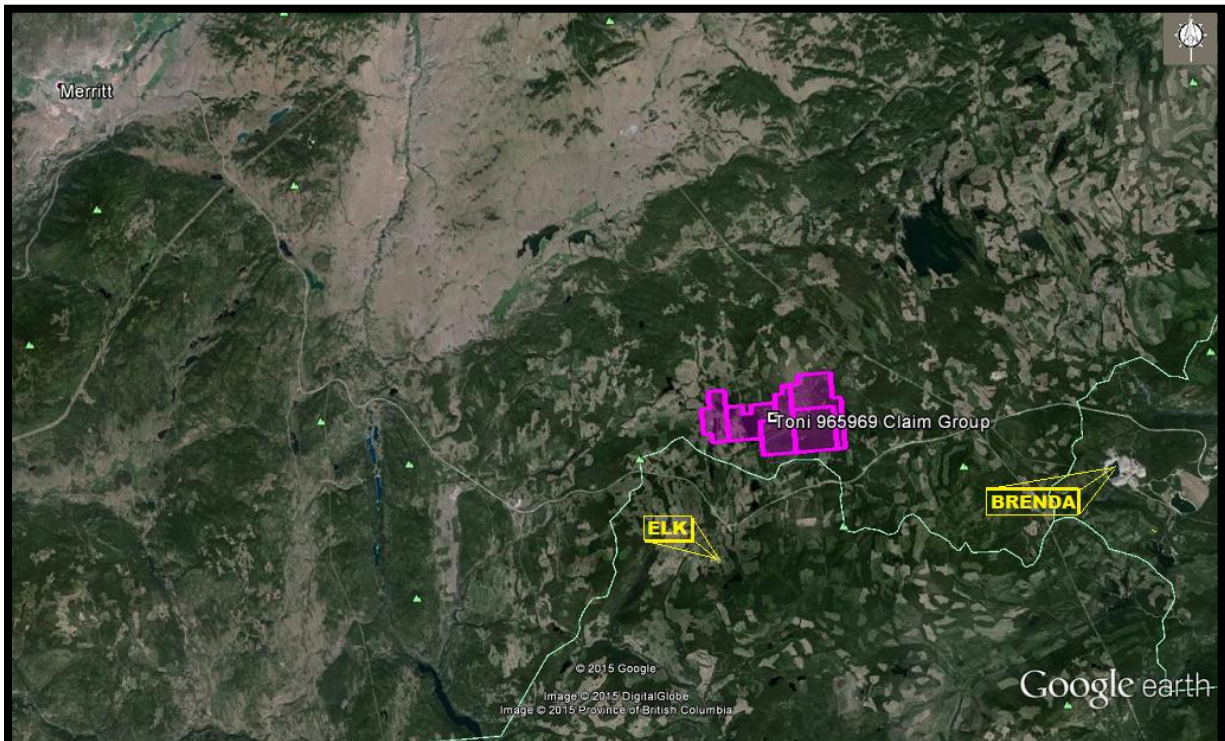 Merritt
Toni 965969 Claim Group
BRENDA
ELK
© 2015 Google
Image © 2015 DigitalGlobe
Image © 2015 Province of British Columbia
Google earth